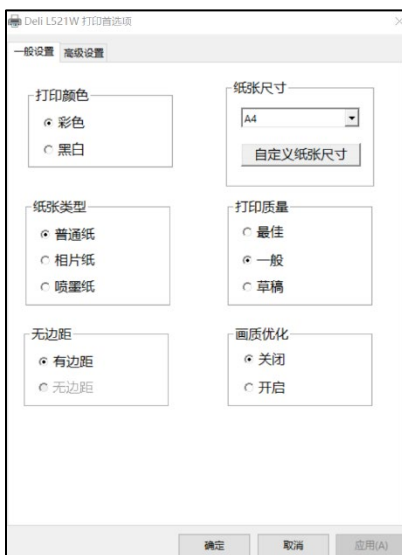 Deli L521W 打印首选项
一般设置 高级设置
打印颜色
彩色
黑白
纸张尺寸
A4
自定义纸张尺寸
纸张类型
普通纸
相片纸
喷墨纸
打印质量
最佳
一般
草稿
无边距
有边距
无边距
画质优化
关闭
开启
确定 取消 应用(A)